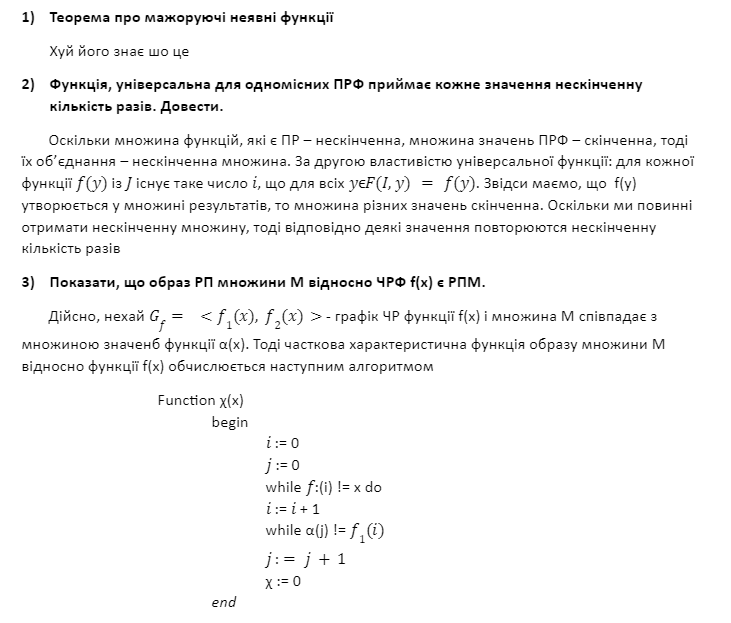 1) Теорема про мажоруючі неявні функції
Хуй його знає шо це
2) Функція, універсальна для одномісних ПРФ приймає кожне значення нескінченну
кількість разів. Довести.
Оскільки множина функцій, які є ПР – нескінченна, множина значень ПРФ – скінченна, тоді
їх об’єднання – нескінченна множина. За другою властивістю універсальної функції: для кожної
функції f(y) із J існує таке число i, що для всіх yєF(I, y) = f(y). Звідси маємо, що f(y)
утворюється у множині результатів, то множина різних значень скінченна. Оскільки ми повинні
отримати нескінченну множину, тоді відповідно деякі значення повторюются нескінченну
кількість разів
3) Показати, що образ РП множини М відносно ЧРФ f(x) є РПМ.
Дійсно, нехай G_f = < f_1(x), f_2(x) > - графік ЧР функції f(x) і множина М співпадає з
множиною значенб функції α(x). Тоді часткова характеристична функція образу множини М
відносно функції f(x) обчислюється наступним алгоритмом
Function χ(x)
begin
i := 0
j := 0
while f:(i) != x do
i := i + 1
while α(j) != f_1(i)
j : = j + 1
χ := 0
end